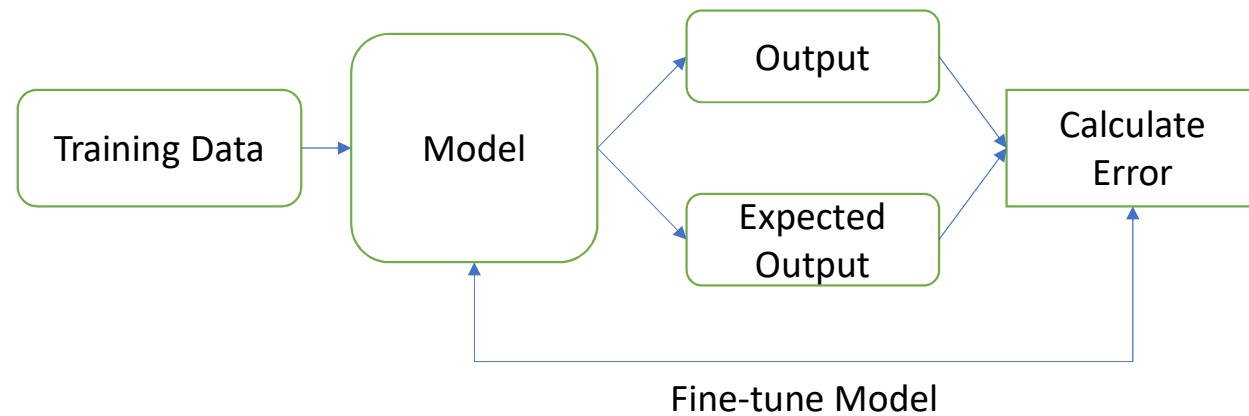 Training Data
Model
Output
Expected
Output
Calculate
Error
Fine-tune Model